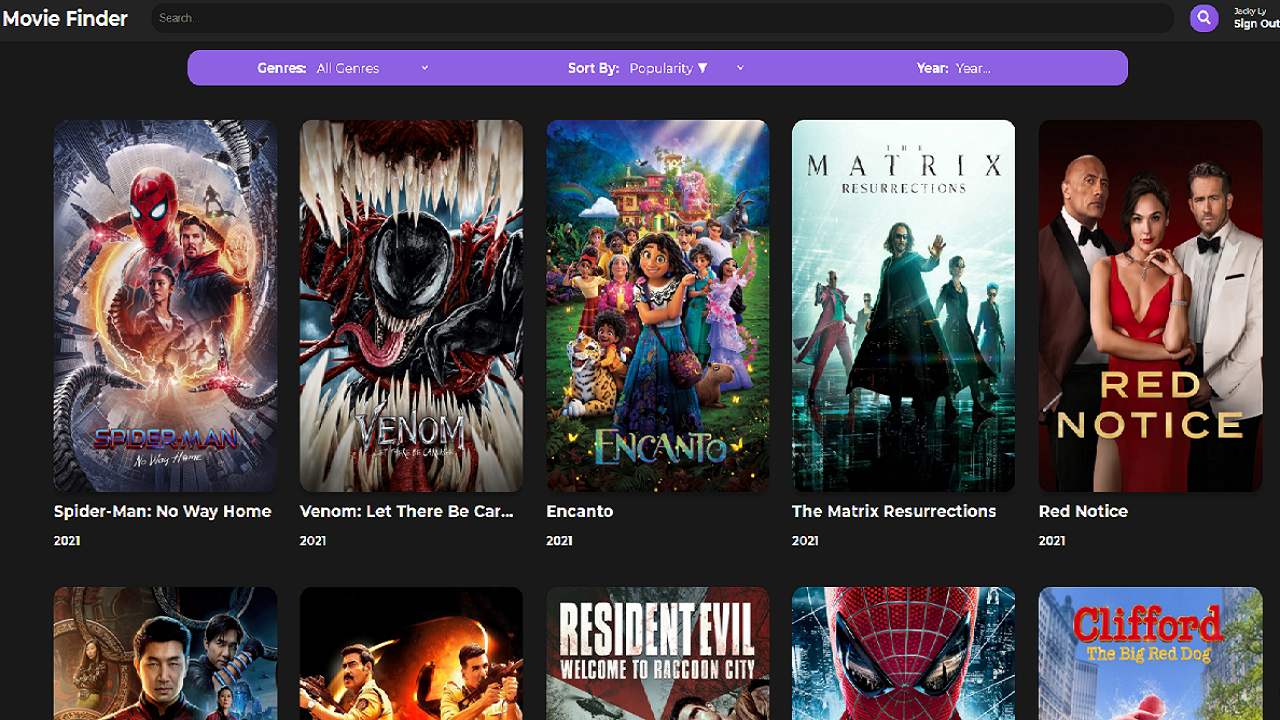 Movie Finder
Search...
Jacky Ly
Sign Out
Genres: All Genres
Sort By: Popularity ▼
Year: Year...
SPIDER-MAN
No Way Home
VENOM
LET THERE BE CARNAGE
ENCANTO
THE
MATRIX
RESURRECTIONS
RED
NOTICE
Spider-Man: No Way Home
Venom: Let There Be Car...
Encanto
The Matrix Resurrections
Red Notice
2021
2021
2021
2021
2021
RESIDENT EVIL
WELCOME TO RACCOON CITY
Clifford
The Big Red Dog